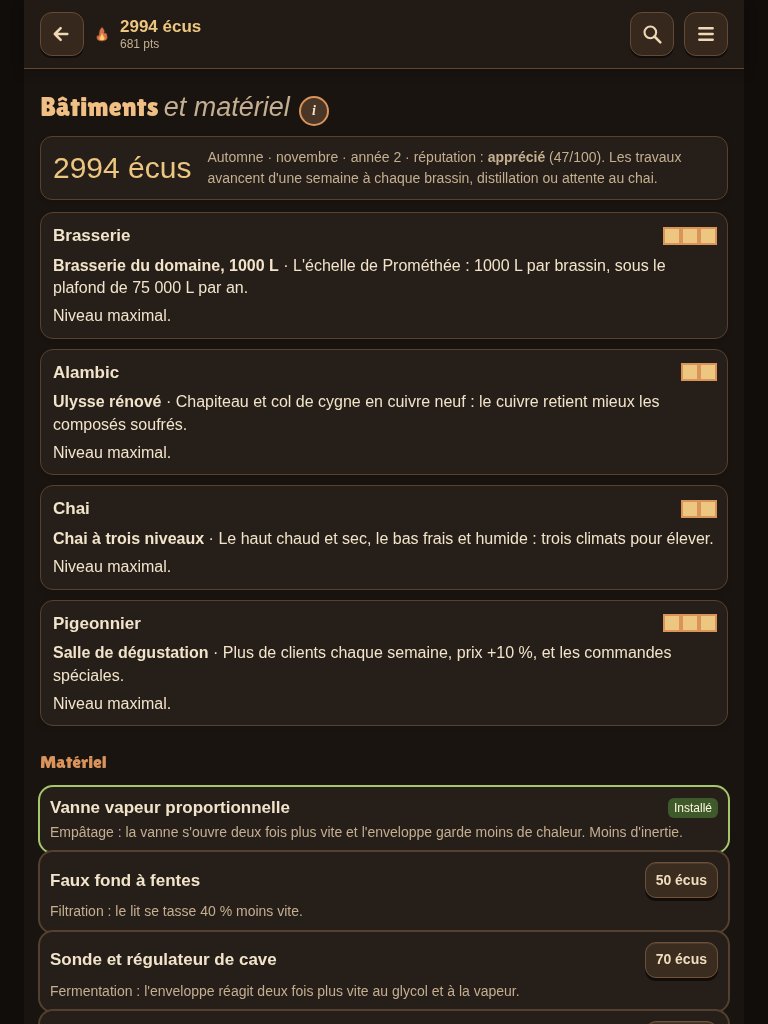 2994 écus
681 pts
Bâtiments et matériel i
2994 écus
Automne · novembre · année 2 · réputation : apprécié (47/100). Les travaux
avancent d'une semaine à chaque brassin, distillation ou attente au chai.
Brasserie
Brasserie du domaine, 1000 L · L'échelle de Prométhée : 1000 L par brassin, sous le
plafond de 75 000 L par an.
Niveau maximal.
Alambic
Ulysse rénové · Chapiteau et col de cygne en cuivre neuf : le cuivre retient mieux les
composés soufrés.
Niveau maximal.
Chai
Chai à trois niveaux · Le haut chaud et sec, le bas frais et humide : trois climats pour élever.
Niveau maximal.
Pigeonnier
Salle de dégustation · Plus de clients chaque semaine, prix +10 %, et les commandes
spéciales.
Niveau maximal.
Matériel
Vanne vapeur proportionnelle Installé
Empâtage : la vanne s'ouvre deux fois plus vite et l'enveloppe garde moins de chaleur. Moins d'inertie.
Faux fond à fentes 50 écus
Filtration : le lit se tasse 40 % moins vite.
Sonde et régulateur de cave 70 écus
Fermentation : l'enveloppe réagit deux fois plus vite au glycol et à la vapeur.